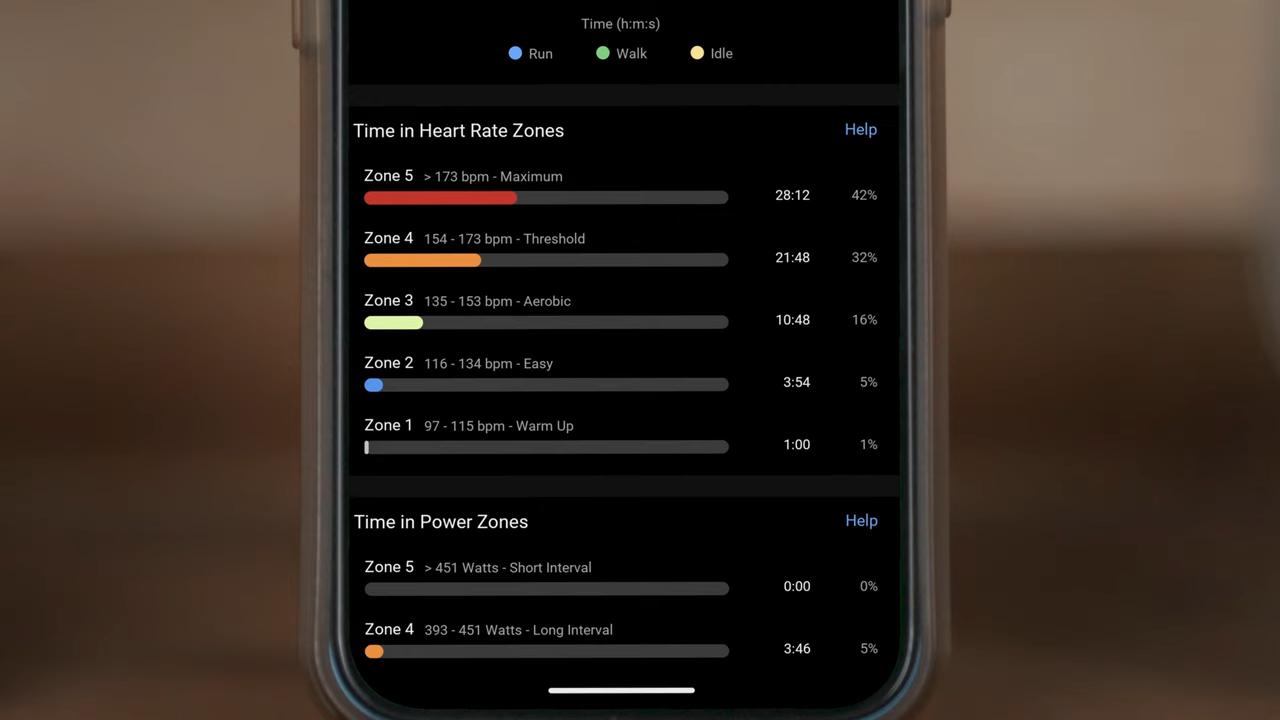 Time (h:m:s)
Run Walk Idle
Time in Heart Rate Zones Help
Zone 5 > 173 bpm - Maximum
28:12 42%
Zone 4 154 - 173 bpm - Threshold
21:48 32%
Zone 3 135 - 153 bpm - Aerobic
10:48 16%
Zone 2 116 - 134 bpm - Easy
3:54 5%
Zone 1 97 - 115 bpm - Warm Up
1:00 1%
Time in Power Zones Help
Zone 5 > 451 Watts - Short Interval
0:00 0%
Zone 4 393 - 451 Watts - Long Interval
3:46 5%